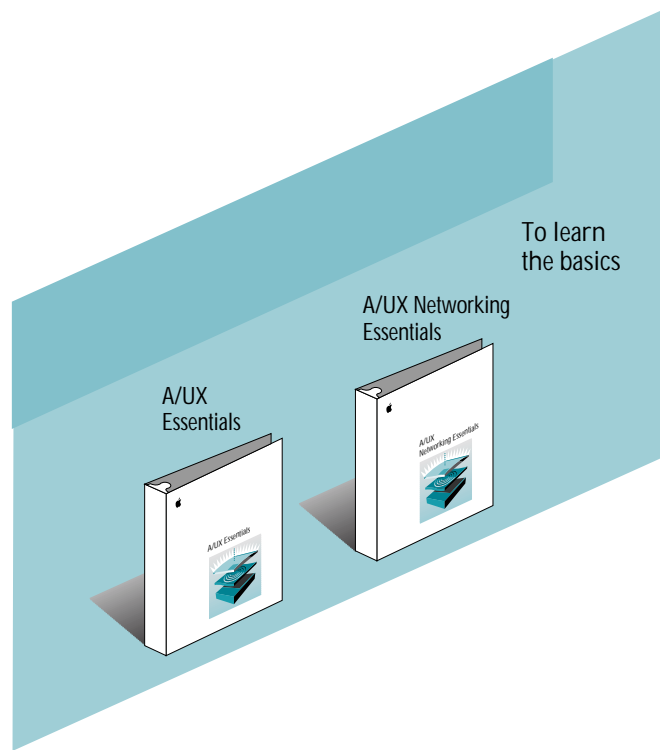 To learn
the basics
A/UX Networking
Essentials
A/UX
Essentials
A/UX
Networking Essentials
A/UX Essentials